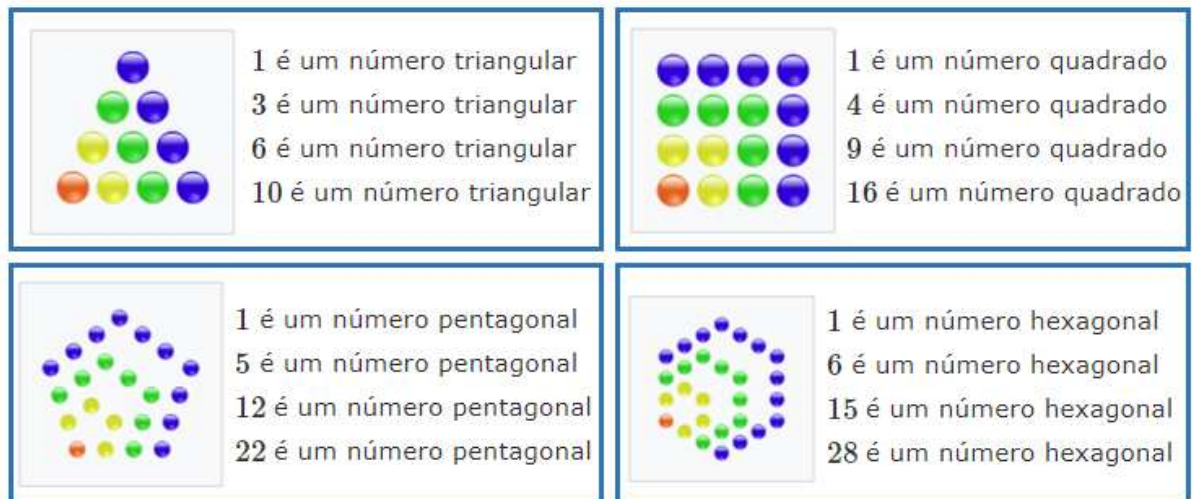 1 é um número triangular
3 é um número triangular
6 é um número triangular
10 é um número triangular
1 é um número quadrado
4 é um número quadrado
9 é um número quadrado
16 é um número quadrado
1 é um número pentagonal
5 é um número pentagonal
12 é um número pentagonal
22 é um número pentagonal
1 é um número hexagonal
6 é um número hexagonal
15 é um número hexagonal
28 é um número hexagonal